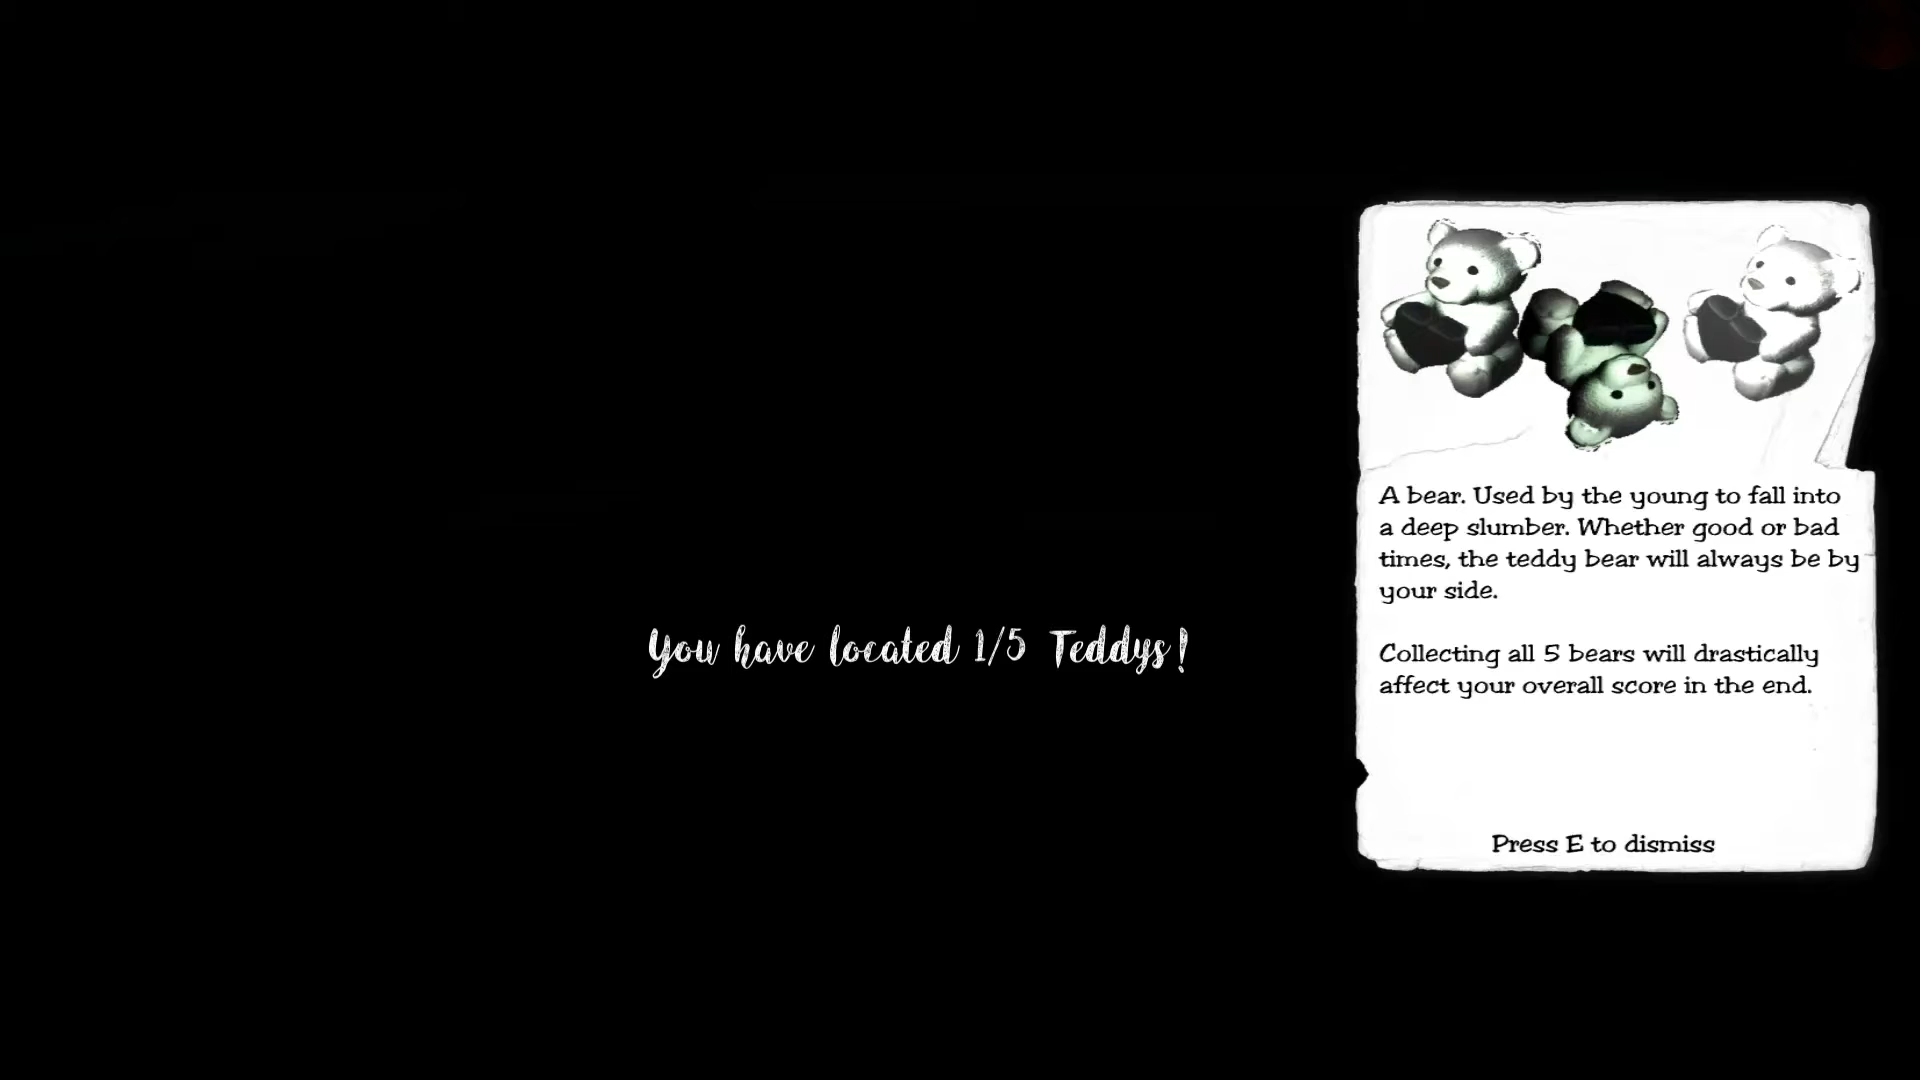 You have located 1/5 Teddys!
A bear. Used by the young to fall into
a deep slumber. Whether good or bad
times, the teddy bear will always be by
your side.
Collecting all 5 bears will drastically
affect your overall score in the end.
Press E to dismiss